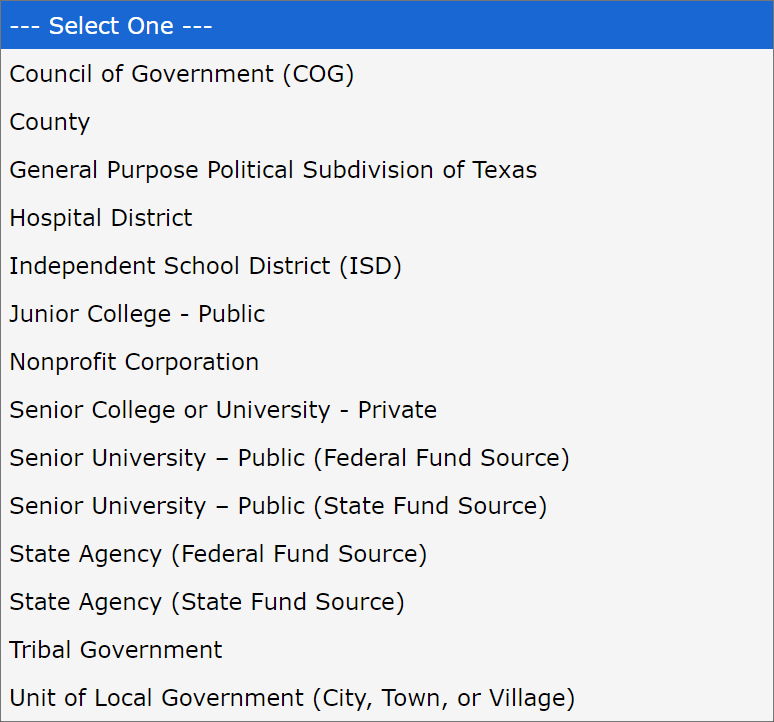 --- Select One ---
Council of Government (COG)
County
General Purpose Political Subdivision of Texas
Hospital District
Independent School District (ISD)
Junior College - Public
Nonprofit Corporation
Senior College or University - Private
Senior University – Public (Federal Fund Source)
Senior University – Public (State Fund Source)
State Agency (Federal Fund Source)
State Agency (State Fund Source)
Tribal Government
Unit of Local Government (City, Town, or Village)